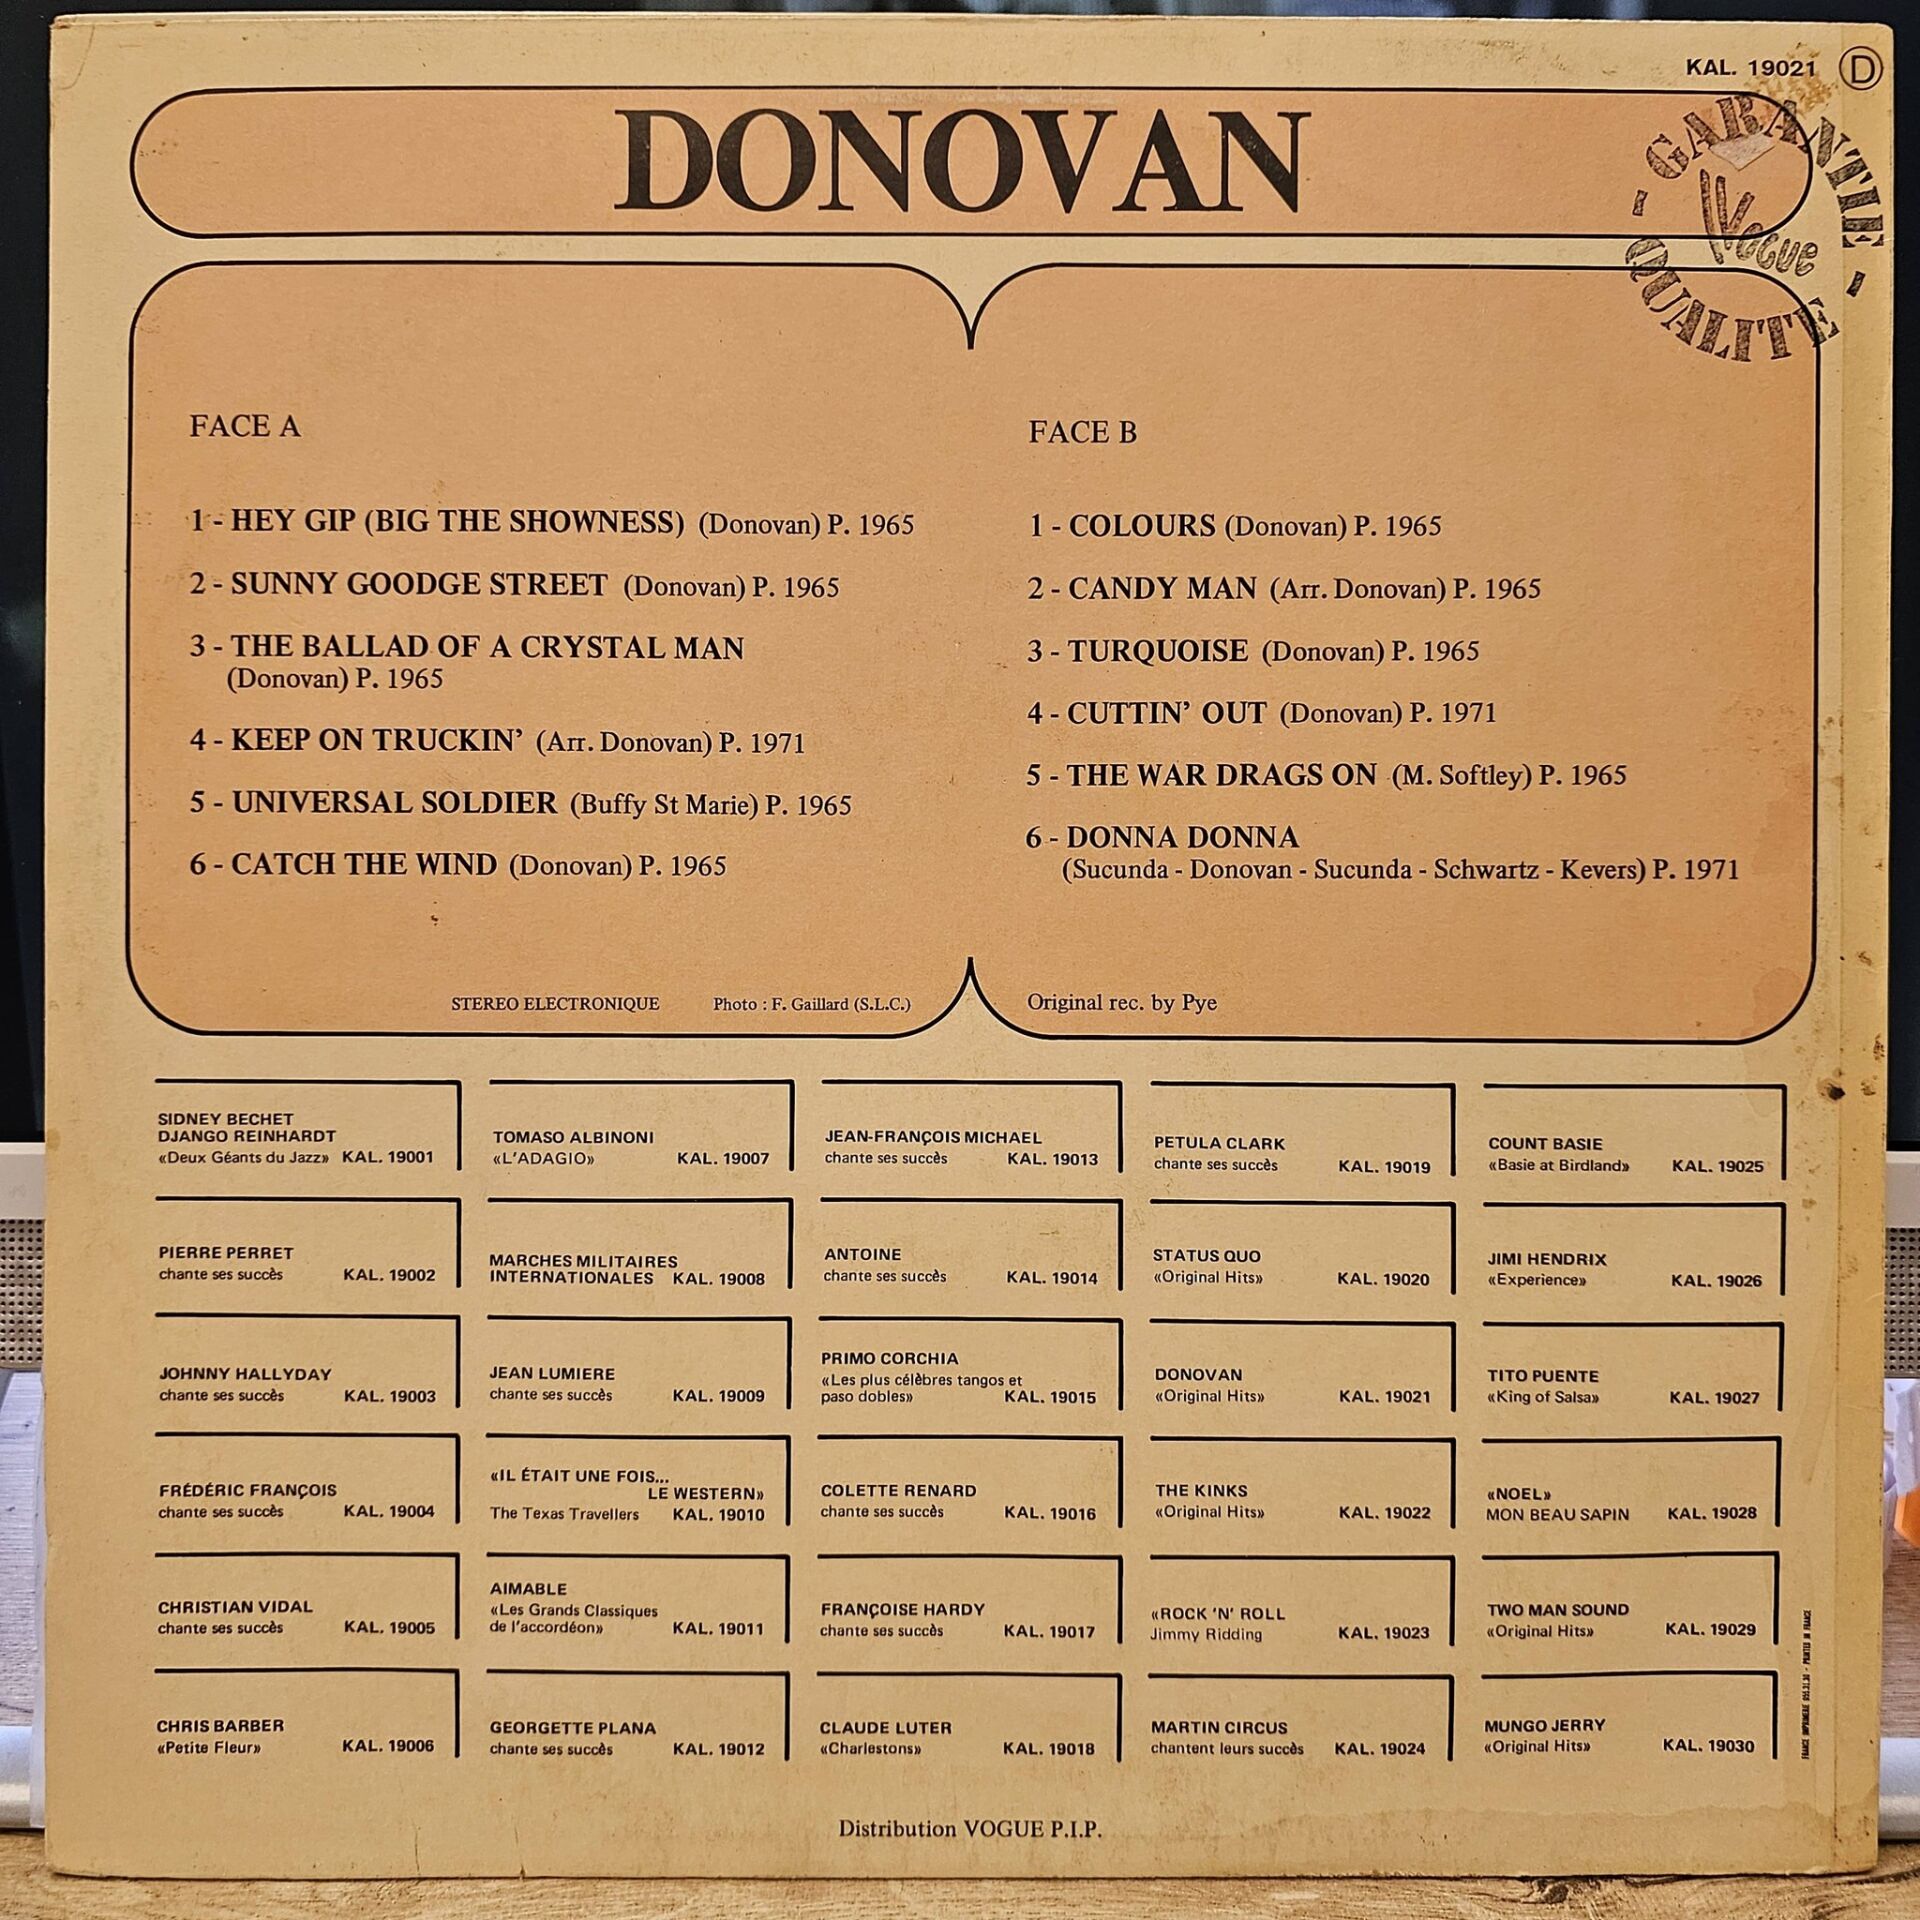 KAL. 19021 D
DONOVAN
- GARANTIE -
Vogue
QUALITÉ
FACE A
1 - HEY GIP (BIG THE SHOWNESS) (Donovan) P. 1965
2 - SUNNY GOODGE STREET (Donovan) P. 1965
3 - THE BALLAD OF A CRYSTAL MAN
(Donovan) P. 1965
4 - KEEP ON TRUCKIN' (Arr. Donovan) P. 1971
5 - UNIVERSAL SOLDIER (Buffy St Marie) P. 1965
6 - CATCH THE WIND (Donovan) P. 1965
STEREO ELECTRONIQUE Photo : F. Gaillard (S.L.C.)
FACE B
1 - COLOURS (Donovan) P. 1965
2 - CANDY MAN (Arr. Donovan) P. 1965
3 - TURQUOISE (Donovan) P. 1965
4 - CUTTIN' OUT (Donovan) P. 1971
5 - THE WAR DRAGS ON (M. Softley) P. 1965
6 - DONNA DONNA
(Sucunda - Donovan - Sucunda - Schwartz - Kevers) P. 1971
Original rec. by Pye
SIDNEY BECHET
DJANGO REINHARDT
«Deux Géants du Jazz» KAL. 19001
PIERRE PERRET
chante ses succès KAL. 19002
JOHNNY HALLYDAY
chante ses succès KAL. 19003
FRÉDÉRIC FRANÇOIS
chante ses succès KAL. 19004
CHRISTIAN VIDAL
chante ses succès KAL. 19005
CHRIS BARBER
«Petite Fleur» KAL. 19006
TOMASO ALBINONI
«L'ADAGIO» KAL. 19007
MARCHES MILITAIRES
INTERNATIONALES KAL. 19008
JEAN LUMIERE
chante ses succès KAL. 19009
«IL ÉTAIT UNE FOIS...
LE WESTERN»
The Texas Travellers KAL. 19010
AIMABLE
«Les Grands Classiques
de l'accordéon» KAL. 19011
GEORGETTE PLANA
chante ses succès KAL. 19012
JEAN-FRANÇOIS MICHAEL
chante ses succès KAL. 19013
ANTOINE
chante ses succès KAL. 19014
PRIMO CORCHIA
«Les plus célèbres tangos et
paso dobles» KAL. 19015
COLETTE RENARD
chante ses succès KAL. 19016
FRANÇOISE HARDY
chante ses succès KAL. 19017
CLAUDE LUTER
«Charlestons» KAL. 19018
PETULA CLARK
chante ses succès KAL. 19019
STATUS QUO
«Original Hits» KAL. 19020
DONOVAN
«Original Hits» KAL. 19021
THE KINKS
«Original Hits» KAL. 19022
«ROCK 'N' ROLL
Jimmy Ridding KAL. 19023
MARTIN CIRCUS
chantent leurs succès KAL. 19024
COUNT BASIE
«Basie at Birdland» KAL. 19025
JIMI HENDRIX
«Experience» KAL. 19026
TITO PUENTE
«King of Salsa» KAL. 19027
«NOEL»
MON BEAU SAPIN KAL. 19028
TWO MAN SOUND
«Original Hits» KAL. 19029
MUNGO JERRY
«Original Hits» KAL. 19030
FRANCE IMPRIMERIE - PRINTED IN FRANCE
Distribution VOGUE P.I.P.